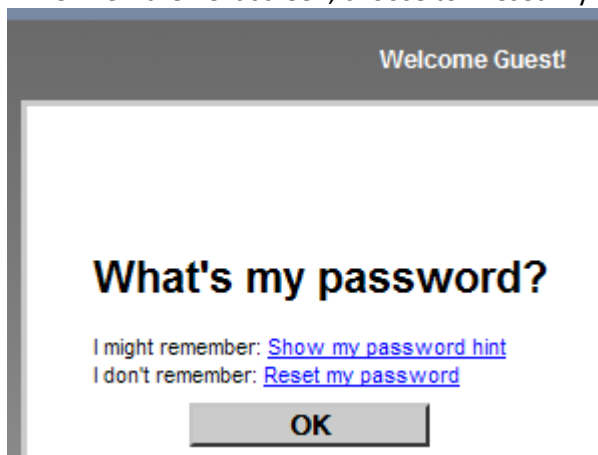 Welcome Guest!
What's my password?
I might remember: Show my password hint
I don't remember: Reset my password
OK